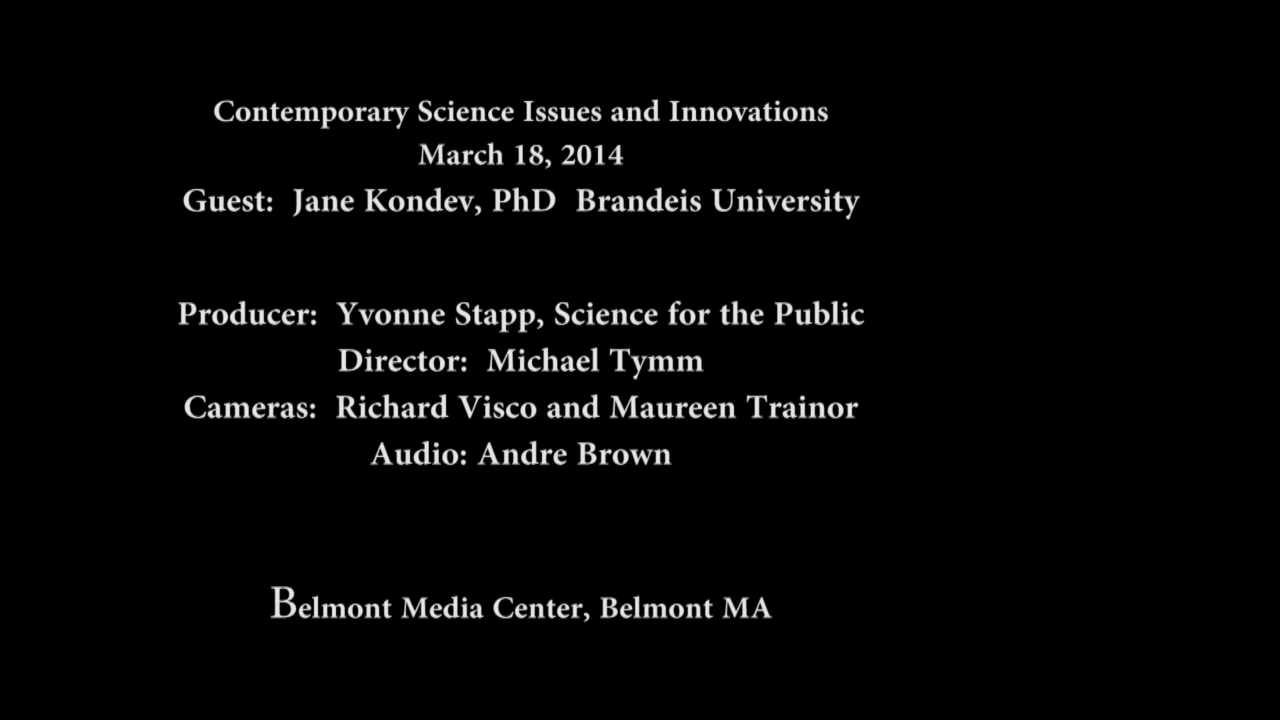 Contemporary Science Issues and Innovations
March 18, 2014
Guest:  Jane Kondev, PhD  Brandeis University
Producer:  Yvonne Stapp, Science for the Public
Director:  Michael Tymm
Cameras:  Richard Visco and Maureen Trainor
Audio: Andre Brown
Belmont Media Center, Belmont MA